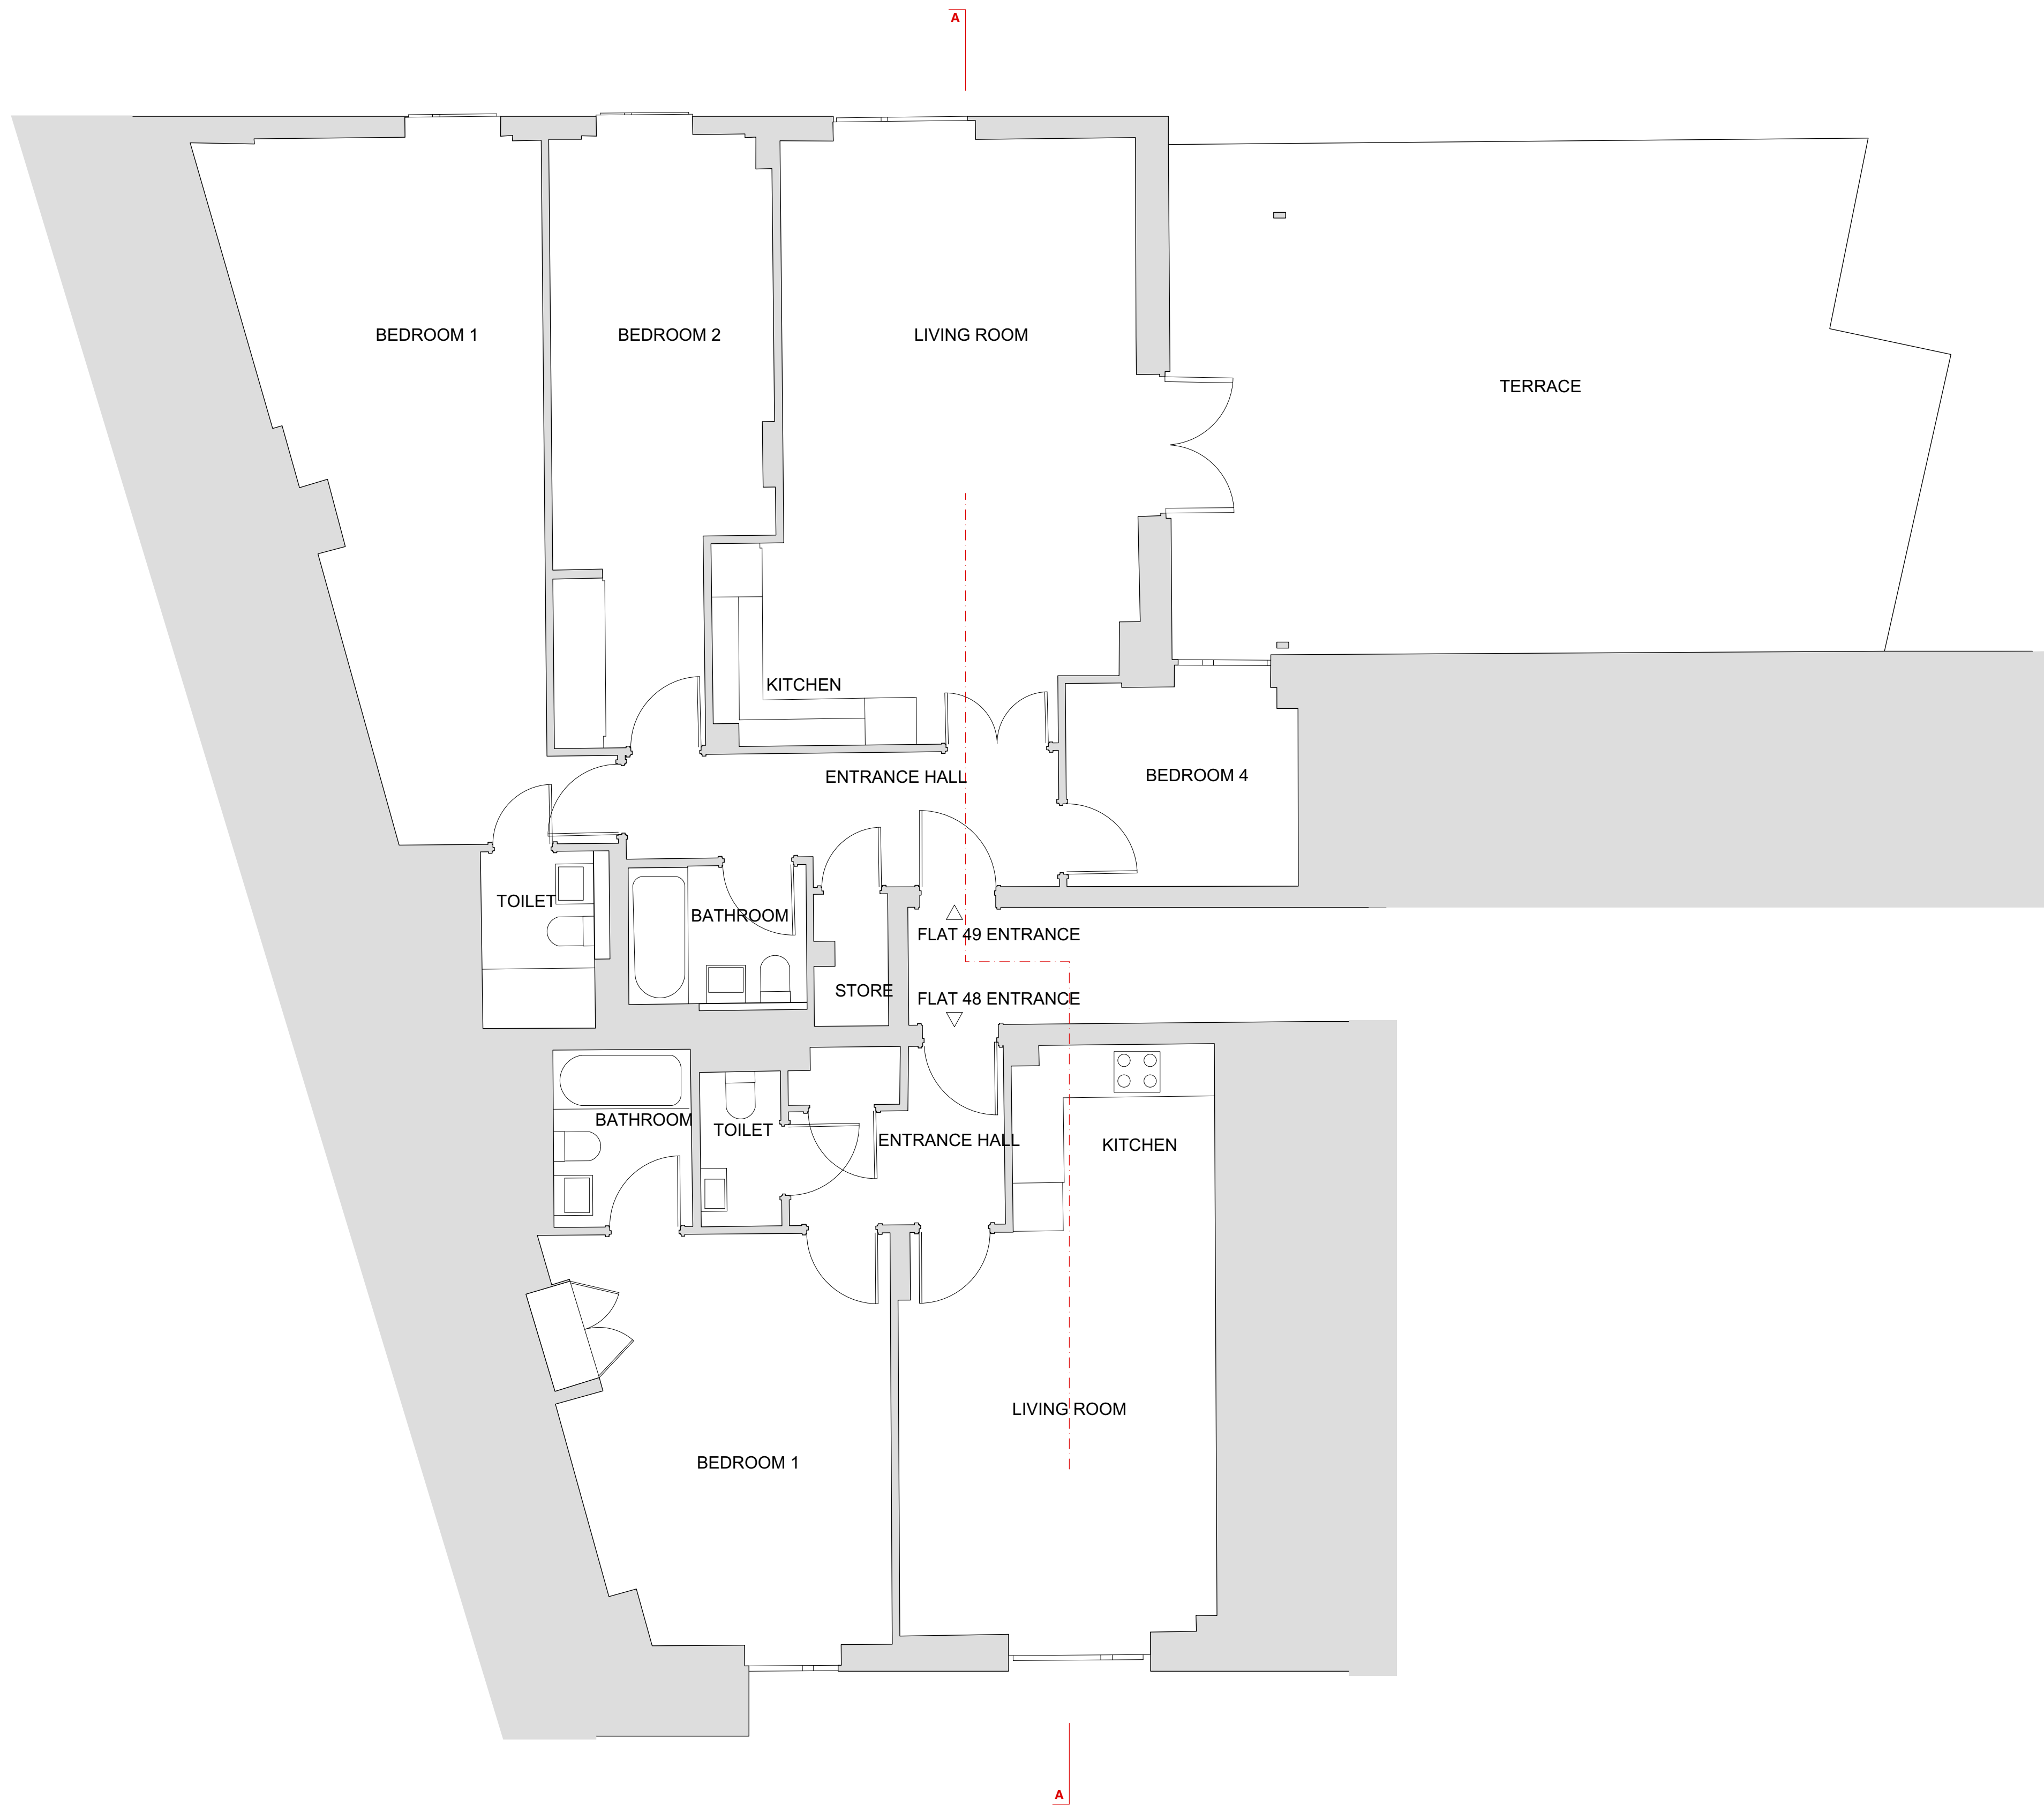 A
BEDROOM 1
BEDROOM 2
LIVING ROOM
TERRACE
KITCHEN
ENTRANCE HALL
BEDROOM 4
TOILET
BATHROOM
FLAT 49 ENTRANCE
STORE
FLAT 48 ENTRANCE
BATHROOM
TOILET
ENTRANCE HALL
KITCHEN
LIVING ROOM
BEDROOM 1
A